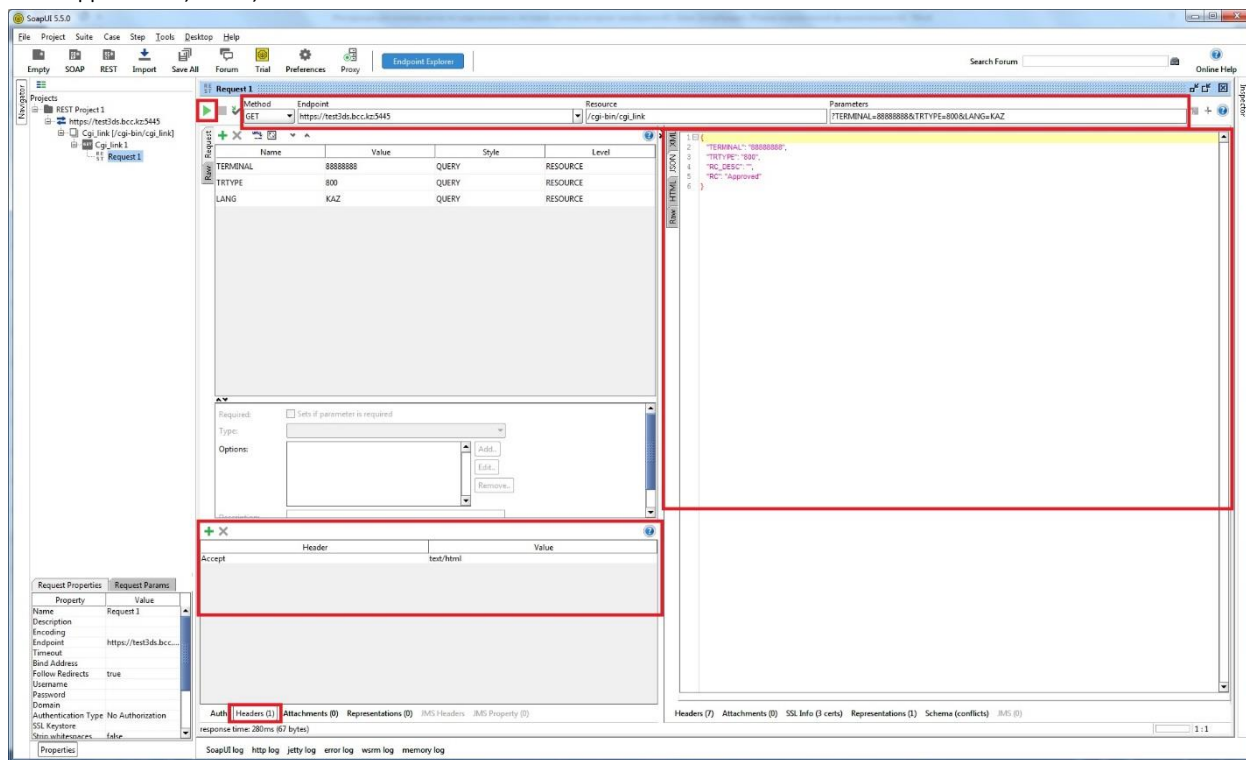 SoapUI 5.5.0
File Project Suite Case Step Tools Desktop Help
Empty SOAP REST Import Save All Forum Trial Preferences Proxy Endpoint Explorer Search Forum Online Help
Navigator
Inspector
Projects
REST Project 1
https://test3ds.bcc.kz:5445
Cgi_link [/cgi-bin/cgi_link]
Cgi_link 1
Request 1
Request 1
Method Endpoint Resource Parameters
GET https://test3ds.bcc.kz:5445 /cgi-bin/cgi_link ?TERMINAL=88888888&TRTYPE=800&LANG=KAZ
Request
Raw
Name Value Style Level
TERMINAL 88888888 QUERY RESOURCE
TRTYPE 800 QUERY RESOURCE
LANG KAZ QUERY RESOURCE
Required: Sets if parameter is required
Type:
Options: Add..
Edit..
Remove..
Header Value
Accept text/html
Auth Headers (1) Attachments (0) Representations (0) JMS Headers JMS Property (0)
response time: 280ms (67 bytes)
XML
JSON
HTML
Raw
1 {
2 "TERMINAL": "88888888",
3 "TRTYPE": "800",
4 "RC_DESC": "",
5 "RC": "Approved"
6 }
Headers (7) Attachments (0) SSL Info (3 certs) Representations (1) Schema (conflicts) JMS (0)
1 : 1
Request Properties Request Params
Property Value
Name Request 1
Description
Encoding
Endpoint https://test3ds.bcc....
Timeout
Bind Address
Follow Redirects true
Username
Password
Domain
Authentication Type No Authorization
SSL Keystore
Strip whitespaces false
Properties
SoapUI log http log jetty log error log wsrm log memory log